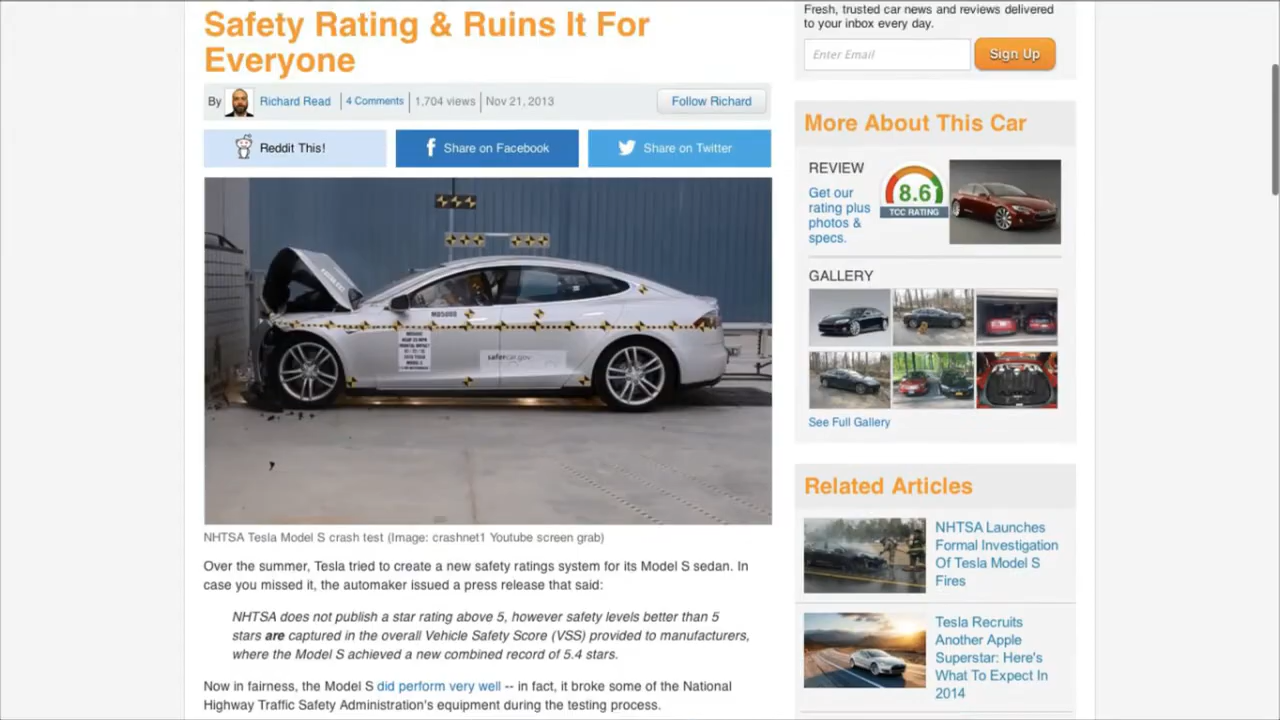 Safety Rating & Ruins It For
Everyone
By Richard Read 4 Comments 1,704 views Nov 21, 2013 Follow Richard
Reddit This! Share on Facebook Share on Twitter
M05000
safercar.gov
NHTSA Tesla Model S crash test (Image: crashnet1 Youtube screen grab)
Over the summer, Tesla tried to create a new safety ratings system for its Model S sedan. In
case you missed it, the automaker issued a press release that said:
NHTSA does not publish a star rating above 5, however safety levels better than 5
stars are captured in the overall Vehicle Safety Score (VSS) provided to manufacturers,
where the Model S achieved a new combined record of 5.4 stars.
Now in fairness, the Model S did perform very well -- in fact, it broke some of the National
Highway Traffic Safety Administration's equipment during the testing process.
Fresh, trusted car news and reviews delivered
to your inbox every day.
Enter Email Sign Up
More About This Car
REVIEW
Get our
rating plus
photos &
specs.
8.6
TCC RATING
GALLERY
See Full Gallery
Related Articles
NHTSA Launches
Formal Investigation
Of Tesla Model S
Fires
Tesla Recruits
Another Apple
Superstar: Here's
What To Expect In
2014